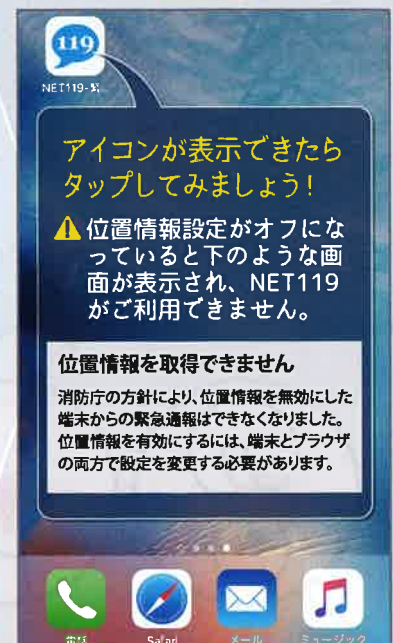 119
NET119-緊
アイコンが表示できたら
タップしてみましょう！
位置情報設定がオフにな
っていると下のような画
面が表示され、NET119
がご利用できません。
位置情報を取得できません
消防庁の方針により、位置情報を無効にした
端末からの緊急通報はできなくなりました。
位置情報を有効にするには、端末とブラウザ
の両方で設定を変更する必要があります。
電話
Safari
メール
ミュージック